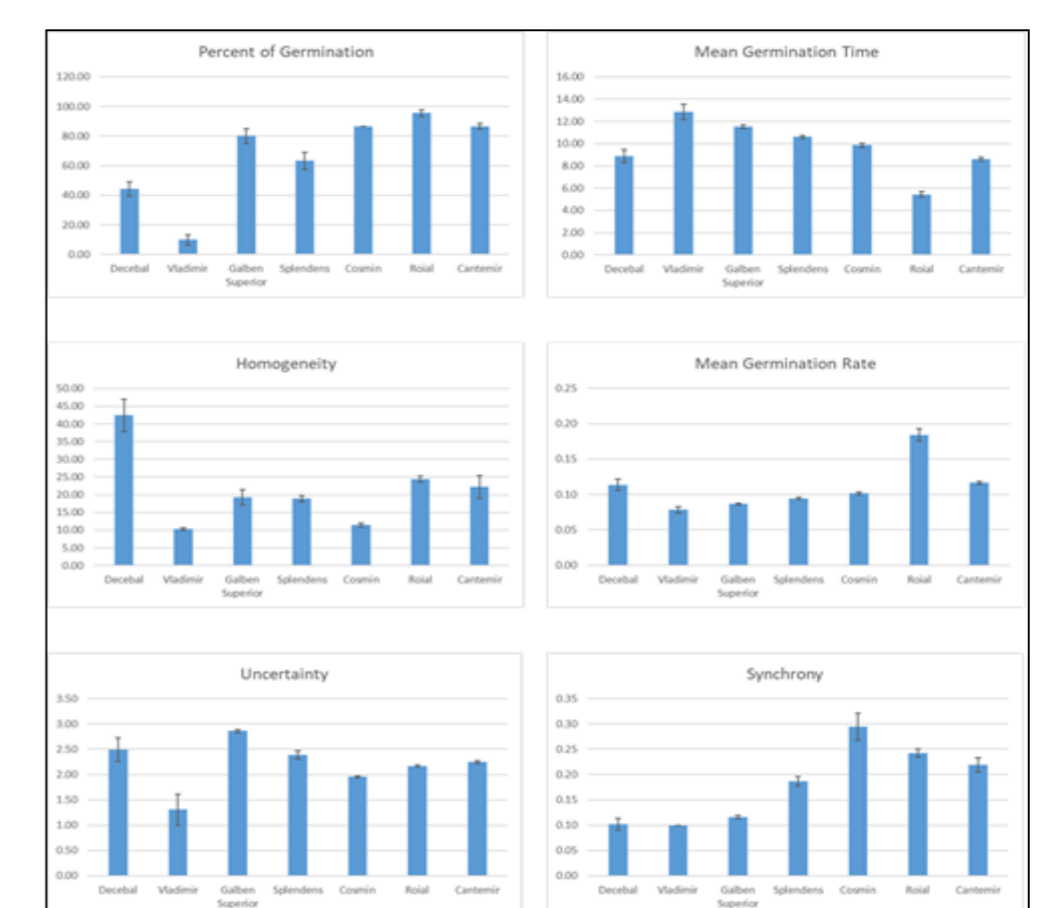 Percent of Germination
120.00
100.00
80.00
60.00
40.00
20.00
0.00
Decebal Vladimir Galben Splendens Cosmin Roial Cantemir
Superior
Mean Germination Time
16.00
14.00
12.00
10.00
8.00
6.00
4.00
2.00
0.00
Decebal Vladimir Galben Splendens Cosmin Roial Cantemir
Superior
Homogeneity
50.00
45.00
40.00
35.00
30.00
25.00
20.00
15.00
10.00
5.00
0.00
Decebal Vladimir Galben Splendens Cosmin Roial Cantemir
Superior
Mean Germination Rate
0.25
0.20
0.15
0.10
0.05
0.00
Decebal Vladimir Galben Splendens Cosmin Roial Cantemir
Superior
Uncertainty
3.50
3.00
2.50
2.00
1.50
1.00
0.50
0.00
Decebal Vladimir Galben Splendens Cosmin Roial Cantemir
Superior
Synchrony
0.35
0.30
0.25
0.20
0.15
0.10
0.05
0.00
Decebal Vladimir Galben Splendens Cosmin Roial Cantemir
Superior